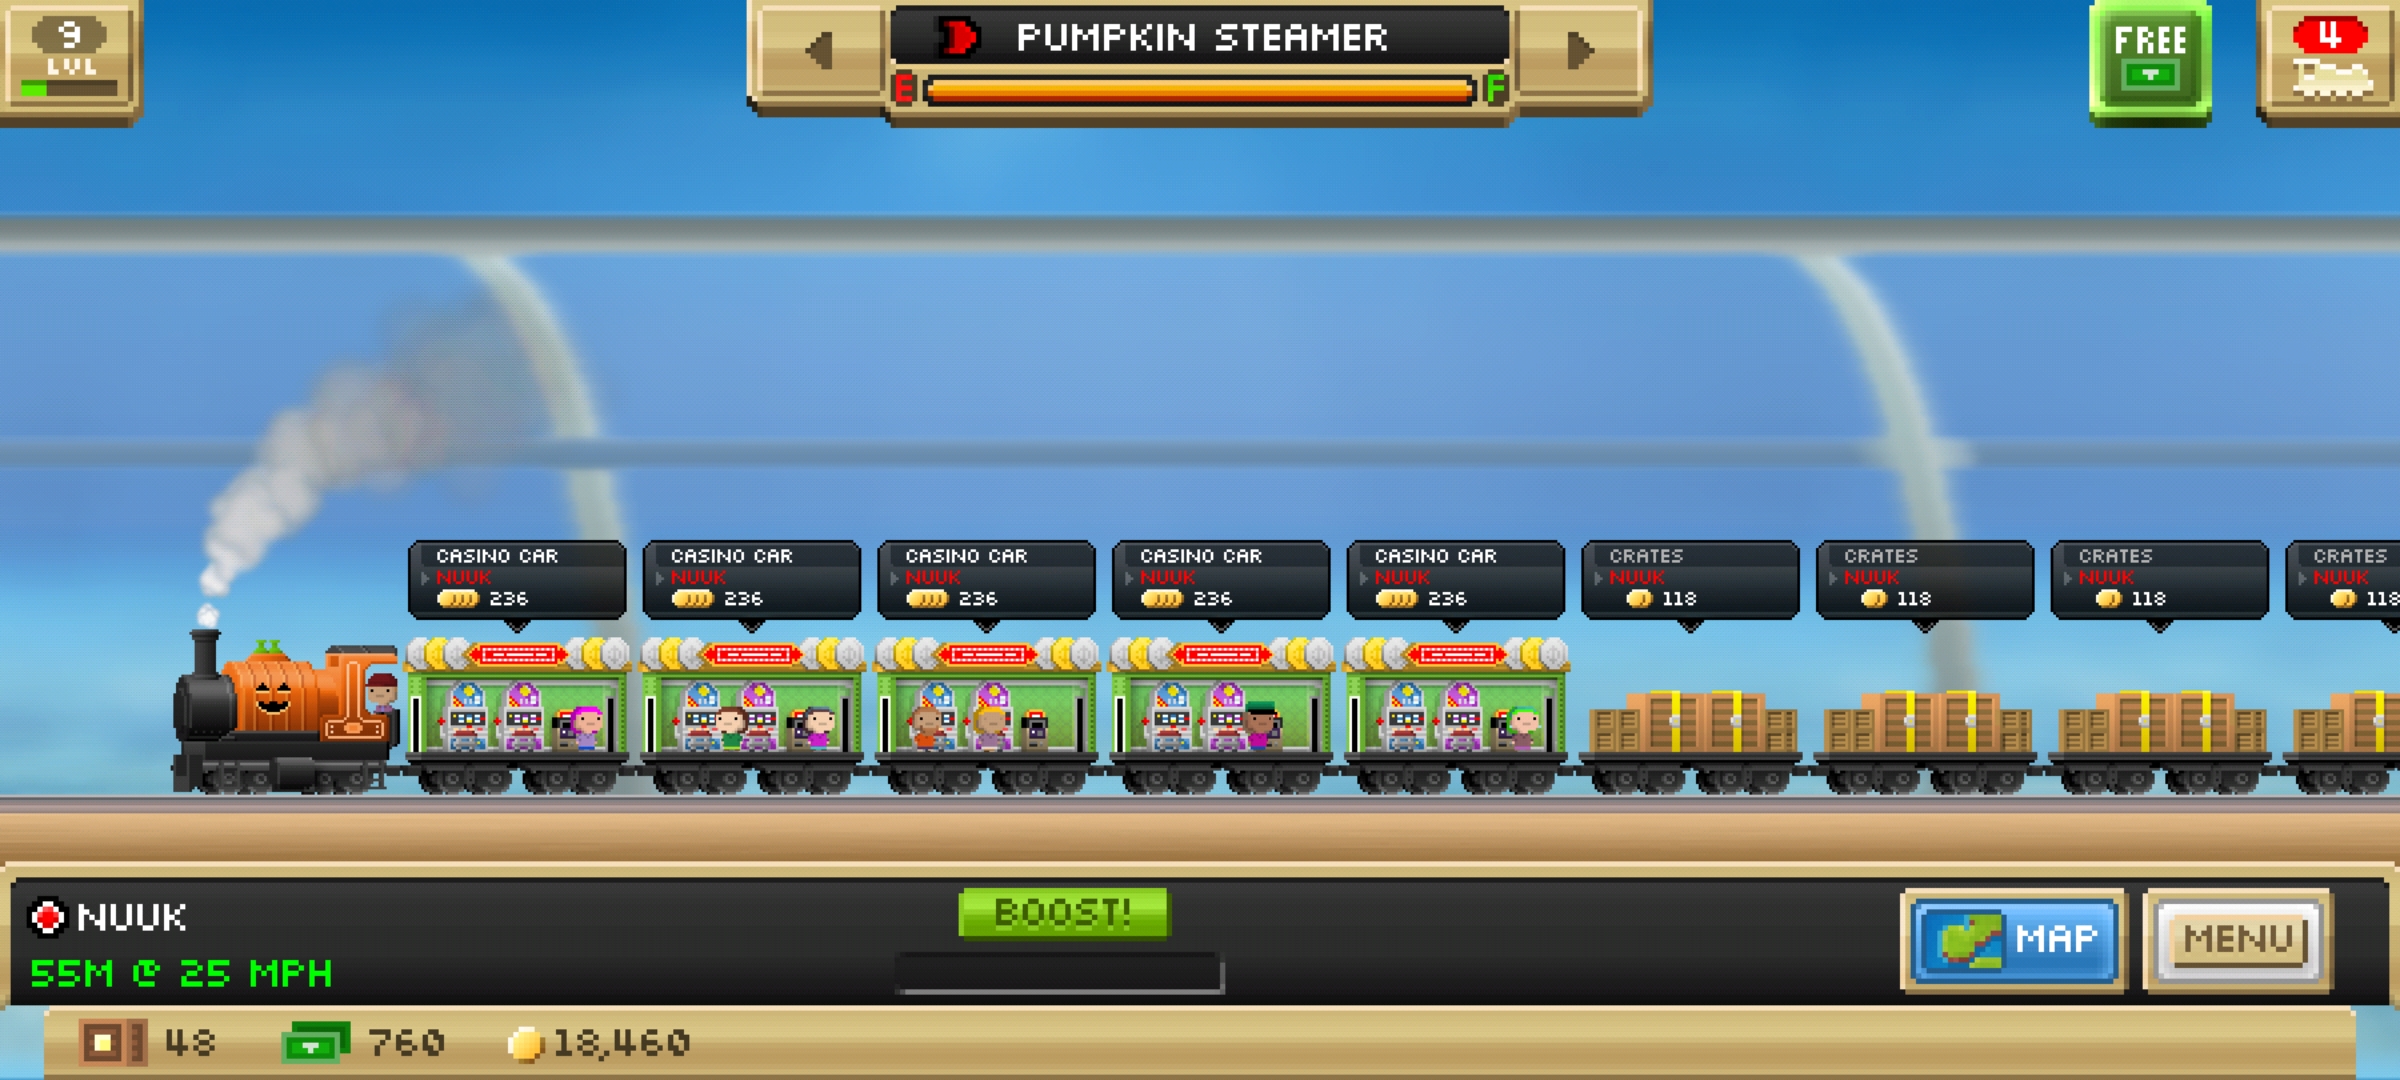 9
LVL
PUMPKIN STEAMER
E F
FREE
4
CASINO CAR
NUUK
236
CASINO CAR
NUUK
236
CASINO CAR
NUUK
236
CASINO CAR
NUUK
236
CASINO CAR
NUUK
236
CRATES
NUUK
118
CRATES
NUUK
118
CRATES
NUUK
118
CRATES
NUUK
118
NUUK
55M @ 25 MPH
BOOST!
MAP
MENU
48 760 18,460